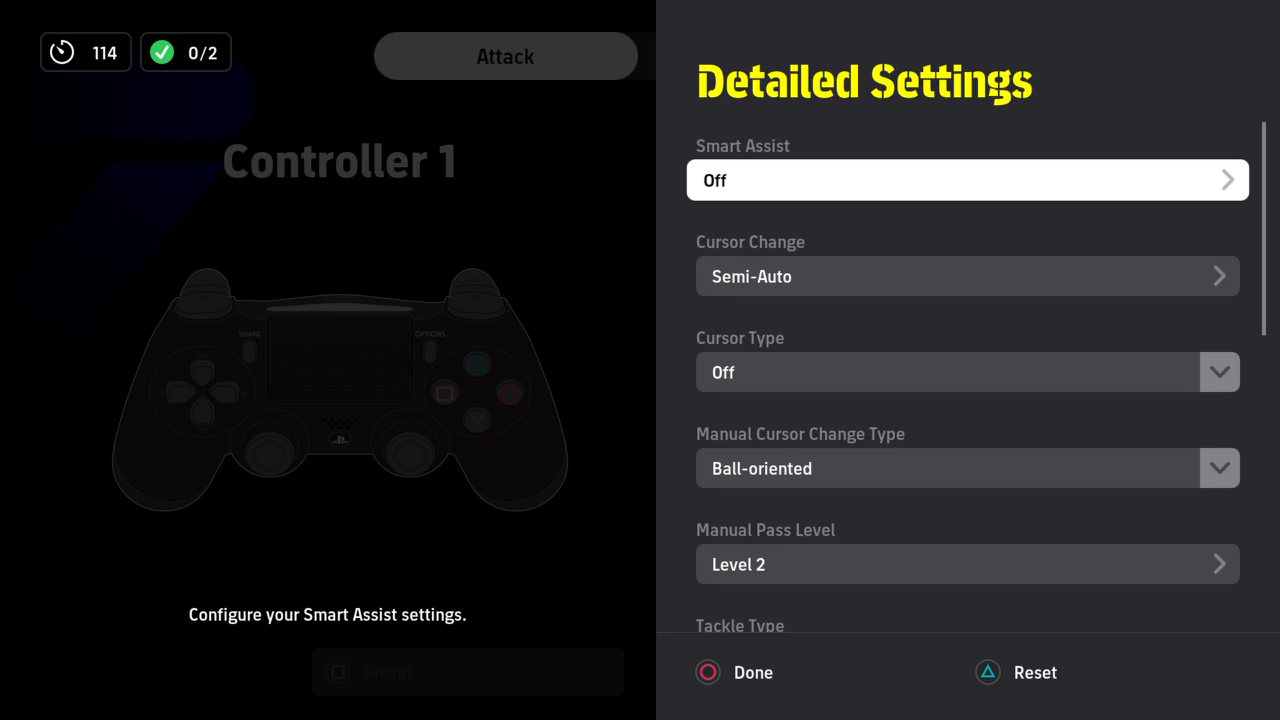 114
0/2
Attack
Controller 1
SHARE
OPTIONS
Configure your Smart Assist settings.
Preset
Detailed Settings
Smart Assist
Off
Cursor Change
Semi-Auto
Cursor Type
Off
Manual Cursor Change Type
Ball-oriented
Manual Pass Level
Level 2
Tackle Type
Done
Reset